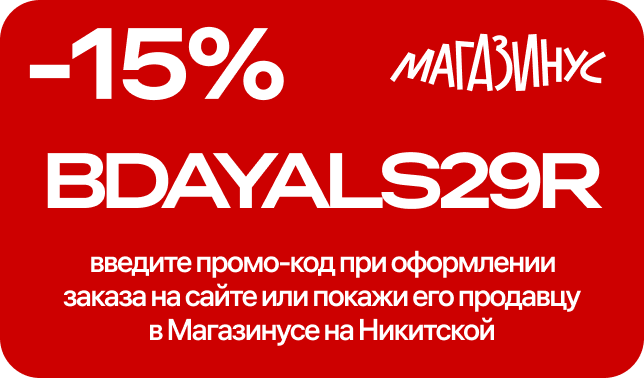 -15%
МАГАЗИНУС
BDAYALS29R
введите промо-код при оформлении
заказа на сайте или покажи его продавцу
в Магазинусе на Никитской